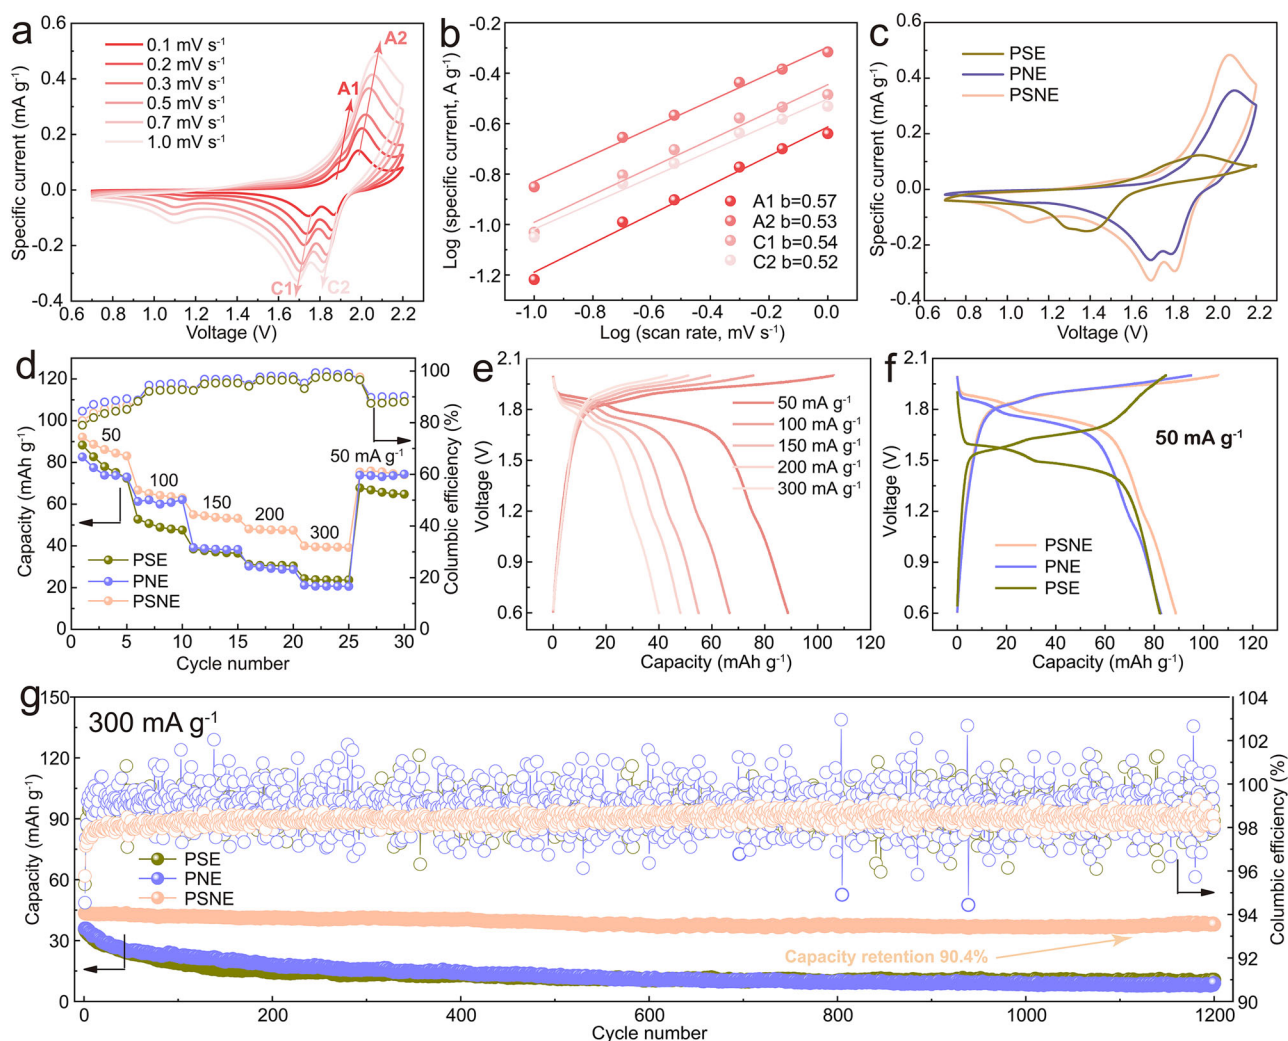 a
Specific current (mA g⁻¹)
0.6
0.4
0.2
0.0
-0.2
-0.4
0.1 mV s⁻¹
0.2 mV s⁻¹
0.3 mV s⁻¹
0.5 mV s⁻¹
0.7 mV s⁻¹
1.0 mV s⁻¹
A1
A2
C1
C2
0.6 0.8 1.0 1.2 1.4 1.6 1.8 2.0 2.2
Voltage (V)
b
Log (specific current, A g⁻¹)
-0.2
-0.4
-0.6
-0.8
-1.0
-1.2
A1 b=0.57
A2 b=0.53
C1 b=0.54
C2 b=0.52
-1.0 -0.8 -0.6 -0.4 -0.2 0.0
Log (scan rate, mV s⁻¹)
c
Specific current (mA g⁻¹)
0.6
0.4
0.2
0.0
-0.2
-0.4
PSE
PNE
PSNE
0.6 0.8 1.0 1.2 1.4 1.6 1.8 2.0 2.2
Voltage (V)
d
Capacity (mAh g⁻¹)
120
100
80
60
40
20
0
50
100
150
200
300
50 mA g⁻¹
PSE
PNE
PSNE
100
80
60
40
20
0
Columbic efficiency (%)
0 5 10 15 20 25 30
Cycle number
e
Voltage (V)
2.1
1.8
1.5
1.2
0.9
0.6
50 mA g⁻¹
100 mA g⁻¹
150 mA g⁻¹
200 mA g⁻¹
300 mA g⁻¹
0 20 40 60 80 100 120
Capacity (mAh g⁻¹)
f
Voltage (V)
2.1
1.8
1.5
1.2
0.9
0.6
50 mA g⁻¹
PSNE
PNE
PSE
0 20 40 60 80 100 120
Capacity (mAh g⁻¹)
g
Capacity (mAh g⁻¹)
150
120
90
60
30
0
300 mA g⁻¹
PSE
PNE
PSNE
Capacity retention 90.4%
104
102
100
98
96
94
92
91
90
Columbic efficiency (%)
0 200 400 600 800 1000 1200
Cycle number